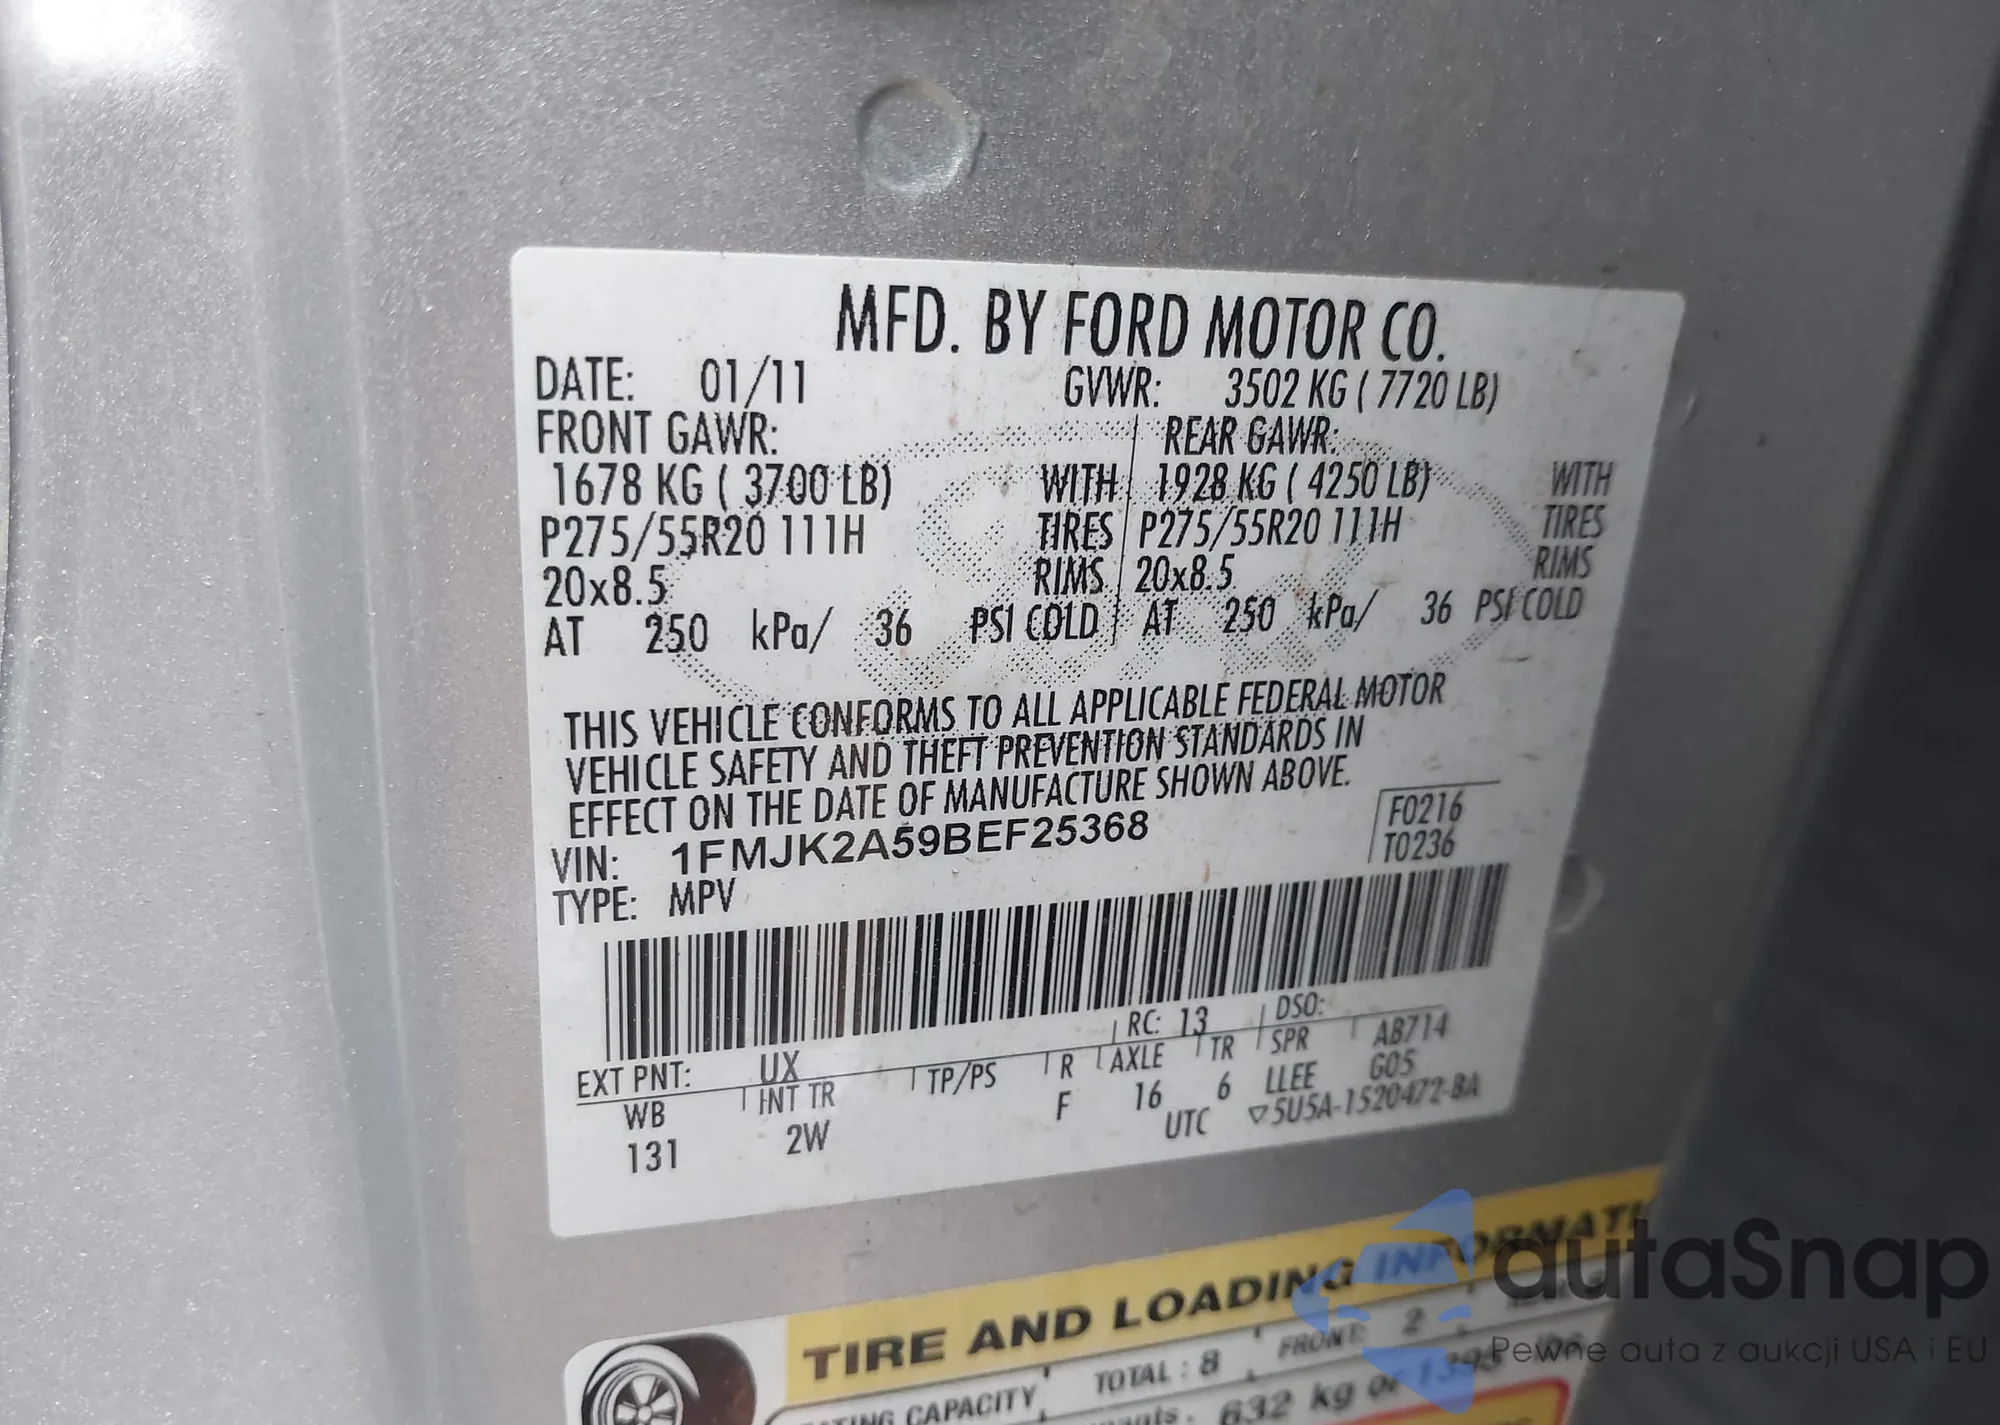 MFD. BY FORD MOTOR CO.
DATE: 01/11 GVWR: 3502 KG ( 7720 LB)
FRONT GAWR: REAR GAWR:
1678 KG ( 3700 LB) WITH 1928 KG ( 4250 LB) WITH
P275/55R20 111H TIRES P275/55R20 111H TIRES
20x8.5 RIMS 20x8.5 RIMS
AT 250 kPa/ 36 PSI COLD AT 250 kPa/ 36 PSI COLD
THIS VEHICLE CONFORMS TO ALL APPLICABLE FEDERAL MOTOR
VEHICLE SAFETY AND THEFT PREVENTION STANDARDS IN
EFFECT ON THE DATE OF MANUFACTURE SHOWN ABOVE.
F0216
VIN: 1FMJK2A59BEF25368 T0236
TYPE: MPV
EXT PNT: UX RC: 13 DSO:
WB INT TR TP/PS R AXLE TR SPR AB714
131 2W F 16 6 LLEE G05
UTC ▽5U5A-1520472-BA
TIRE AND LOADING
TOTAL : 8 FRONT: 2
CAPACITY
632 kg or
autaSnap
Pewne auta z aukcji USA i EU